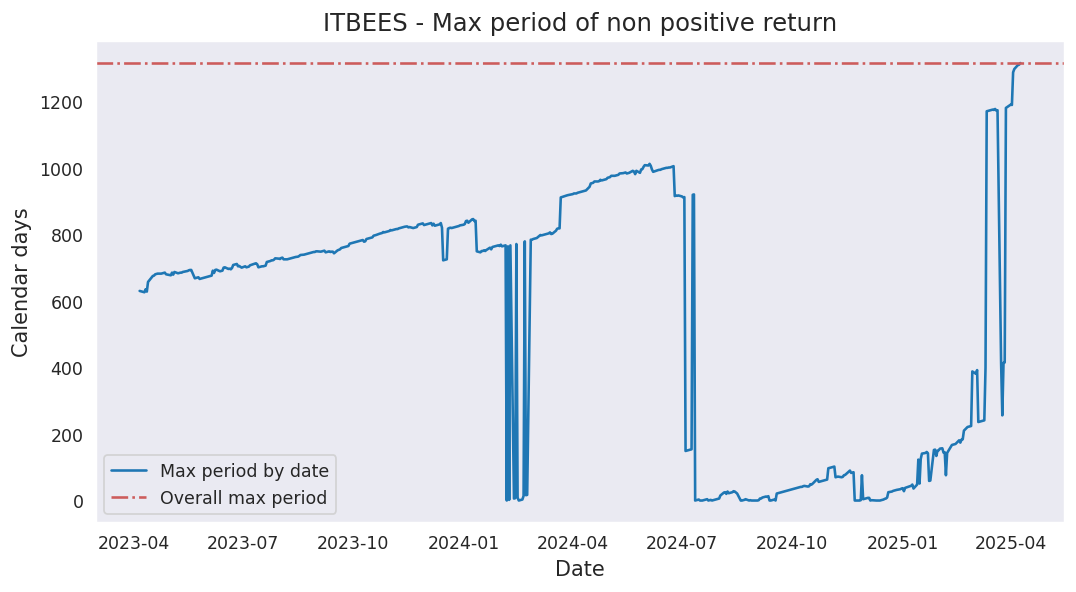 ITBEES - Max period of non positive return
Calendar days
1200
1000
800
600
400
200
0
Max period by date
Overall max period
2023-04 2023-07 2023-10 2024-01 2024-04 2024-07 2024-10 2025-01 2025-04
Date